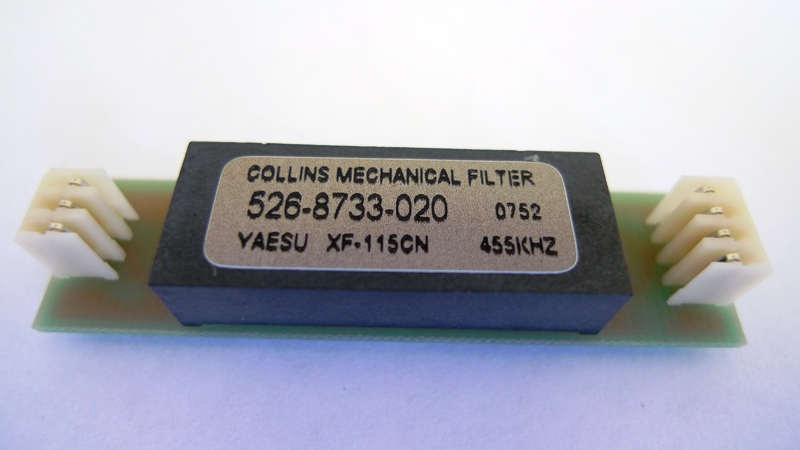 COLLINS MECHANICAL FILTER
526-8733-020 0752
YAESU XF-115CN 455KHZ